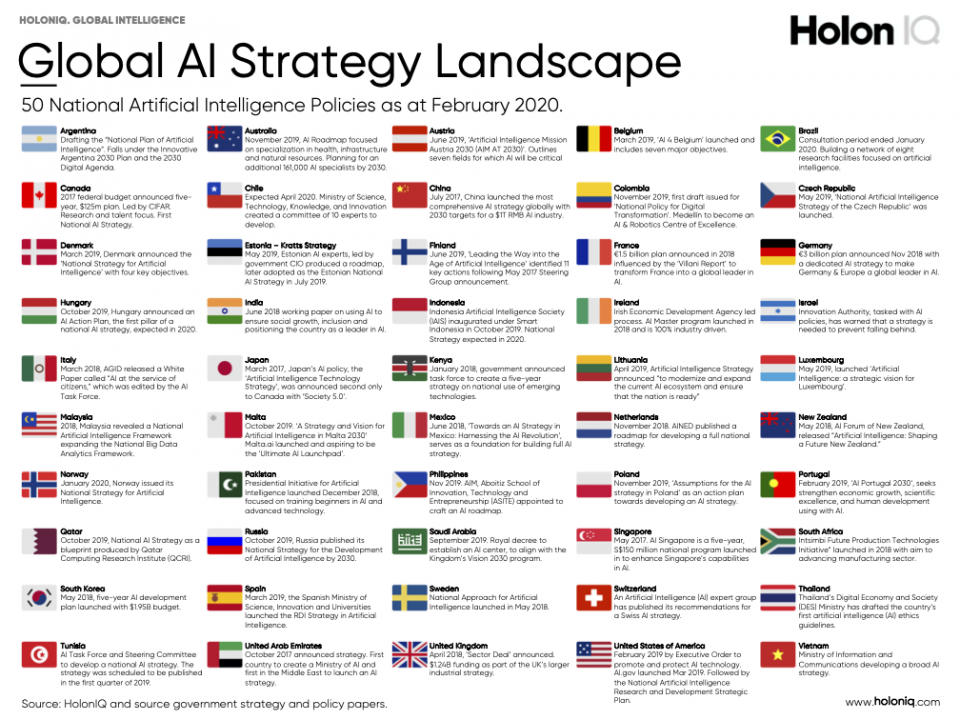 HOLONIQ. GLOBAL INTELLIGENCE
Holon IQ
Global AI Strategy Landscape
50 National Artificial Intelligence Policies as at February 2020.
Argentina
Drafting the "National Plan of Artificial
Intelligence". Falls under the Innovative
Argentina 2030 Plan and the 2030
Digital Agenda.
Australia
November 2019, AI Roadmap focused
on specialization in health, infrastructure
and natural resources. Planning for an
additional 161,000 AI specialists by 2030.
Austria
June 2019, 'Artificial Intelligence Mission
Austria 2030 (AIM AT 2030)'. Outlines
seven fields for which AI will be critical
Belgium
March 2019, 'AI 4 Belgium' launched and
includes seven major objectives.
Brazil
Consultation period ended January
2020. Building a network of eight
research facilities focused on artificial
intelligence.
Canada
2017 federal budget announced five-
year, $125m plan. Led by CIFAR.
Research and talent focus. First
National AI Strategy.
Chile
Expected April 2020. Ministry of Science,
Technology, Knowledge, and Innovation
created a committee of 10 experts to
develop.
China
July 2017, China launched the most
comprehensive AI strategy globally with
2030 targets for a $1T RMB AI industry.
Colombia
November 2019, first draft issued for
'National Policy for Digital
Transformation'. Medellin to become an
AI & Robotics Centre of Excellence.
Czech Republic
May 2019, 'National Artificial Intelligence
Strategy of the Czech Republic' was
launched.
Denmark
March 2019, Denmark announced the
'National Strategy for Artificial
Intelligence' with four key objectives.
Estonia – Kratts Strategy
May 2019, Estonian AI experts, led by
government CIO produced a roadmap,
later adopted as the Estonian National
AI Strategy in July 2019.
Finland
June 2019, 'Leading the Way into the
Age of Artificial Intelligence' identified 11
key actions following May 2017 Steering
Group announcement.
France
€1.5 billion plan announced in 2018
influenced by the 'Villani Report' to
transform France into a global leader in
AI.
Germany
€3 billion plan announced Nov 2018 with
a dedicated AI strategy to make
Germany & Europe a global leader in AI.
Hungary
October 2019, Hungary announced an
AI Action Plan, the first pillar of a
national AI strategy, expected in 2020.
India
June 2018 working paper on using AI to
ensure social growth, inclusion and
positioning the country as a leader in AI.
Indonesia
Indonesia Artificial Intelligence Society
(IAIS) inaugurated under Smart
Indonesia in October 2019. National
Strategy expected in 2020.
Ireland
Irish Economic Development Agency led
process. AI Master program launched in
2018 and is 100% industry driven.
Israel
Innovation Authority, tasked with AI
policies, has warned that a strategy is
needed to prevent falling behind.
Italy
March 2018, AGID released a White
Paper called "AI at the service of
citizens," which was edited by the AI
Task Force.
Japan
March 2017, Japan's AI policy, the
'Artificial Intelligence Technology
Strategy', was announced second only
to Canada with 'Society 5.0'.
Kenya
January 2018, government announced
task force to create a five-year
strategy on national use of emerging
technologies.
Lithuania
April 2019, Artificial Intelligence Strategy
announced "to modernize and expand
the current AI ecosystem and ensure
that the nation is ready"
Luxembourg
May 2019, launched 'Artificial
Intelligence: a strategic vision for
Luxembourg'.
Malaysia
2018, Malaysia revealed a National
Artificial Intelligence Framework
expanding the National Big Data
Analytics Framework.
Malta
October 2019. 'A Strategy and Vision for
Artificial Intelligence in Malta 2030'
Malta.ai launched and aspiring to be
the 'Ultimate AI Launchpad'.
Mexico
June 2018, 'Towards an AI Strategy in
Mexico: Harnessing the AI Revolution',
serves as a foundation for building full AI
strategy.
Netherlands
November 2018. AINED published a
roadmap for developing a full national
strategy.
New Zealand
May 2018, AI Forum of New Zealand,
released "Artificial Intelligence: Shaping
a Future New Zealand."
Norway
January 2020, Norway issued its
National Strategy for Artificial
Intelligence.
Pakistan
Presidential Initiative for Artificial
Intelligence launched December 2018,
focused on training beginners in AI and
advanced technology.
Philippines
Nov 2019. AIM, Aboitiz School of
Innovation, Technology and
Entrepreneurship (ASITE) appointed to
craft an AI roadmap.
Poland
November 2019, 'Assumptions for the AI
strategy in Poland' as an action plan
towards developing an AI strategy.
Portugal
February 2019, 'AI Portugal 2030', seeks
strengthen economic growth, scientific
excellence, and human development
using with AI.
Qatar
October 2019, National AI Strategy as a
blueprint produced by Qatar
Computing Research Institute (QCRI).
Russia
October 2019, Russia published its
National Strategy for the Development
of Artificial Intelligence by 2030.
Saudi Arabia
September 2019: Royal decree to
establish an AI center, to align with the
Kingdom's Vision 2030 program.
Singapore
May 2017. AI Singapore is a five-year,
S$150 million national program launched
in to enhance Singapore's capabilities
in AI.
South Africa
Intsimbi Future Production Technologies
Initiative" launched in 2018 with aim to
advancing manufacturing sector.
South Korea
May 2018, five-year AI development
plan launched with $1.95B budget.
Spain
March 2019, the Spanish Ministry of
Science, Innovation and Universities
launched the RDI Strategy in Artificial
Intelligence.
Sweden
National Approach for Artificial
Intelligence launched in May 2018.
Switzerland
An Artificial Intelligence (AI) expert group
has published its recommendations for
a Swiss AI strategy.
Thailand
Thailand's Digital Economy and Society
(DES) Ministry has drafted the country's
first artificial intelligence (AI) ethics
guidelines.
Tunisia
AI Task Force and Steering Committee
to develop a national AI strategy. The
strategy was scheduled to be published
in the first quarter of 2019.
United Arab Emirates
October 2017 announced strategy. First
country to create a Ministry of AI and
first in the Middle East to launch an AI
strategy.
United Kingdom
April 2018, 'Sector Deal' announced.
$1.24B funding as part of the UK's larger
industrial strategy.
United States of America
February 2019 by Executive Order to
promote and protect AI technology.
AI.gov launched Mar 2019. Followed by
the National Artificial Intelligence
Research and Development Strategic
Plan.
Vietnam
Ministry of Information and
Communications developing a broad AI
strategy.
Source: HolonIQ and source government strategy and policy papers.
www.holoniq.com